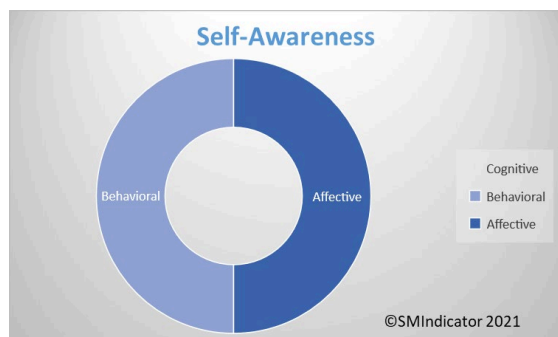 Self-Awareness
Behavioral
Affective
Cognitive
Behavioral
Affective
©SMIndicator 2021